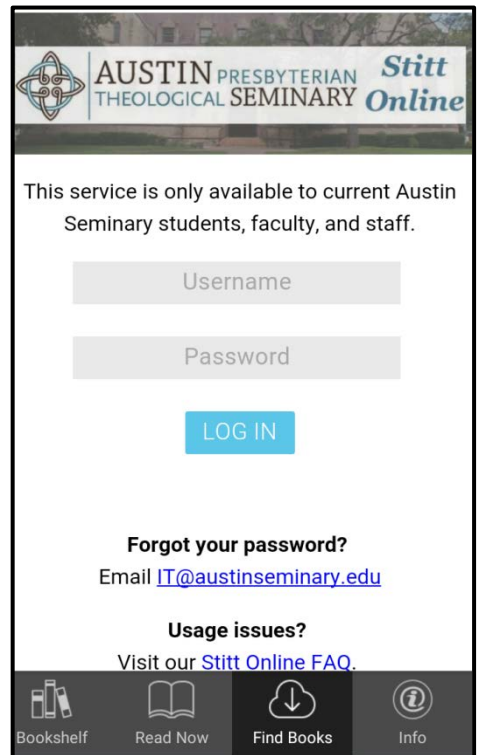 AUSTIN PRESBYTERIAN
THEOLOGICAL SEMINARY
Stitt
Online
This service is only available to current Austin
Seminary students, faculty, and staff.
Username
Password
LOG IN
Forgot your password?
Email IT@austinseminary.edu
Usage issues?
Visit our Stitt Online FAQ.
Bookshelf Read Now Find Books Info